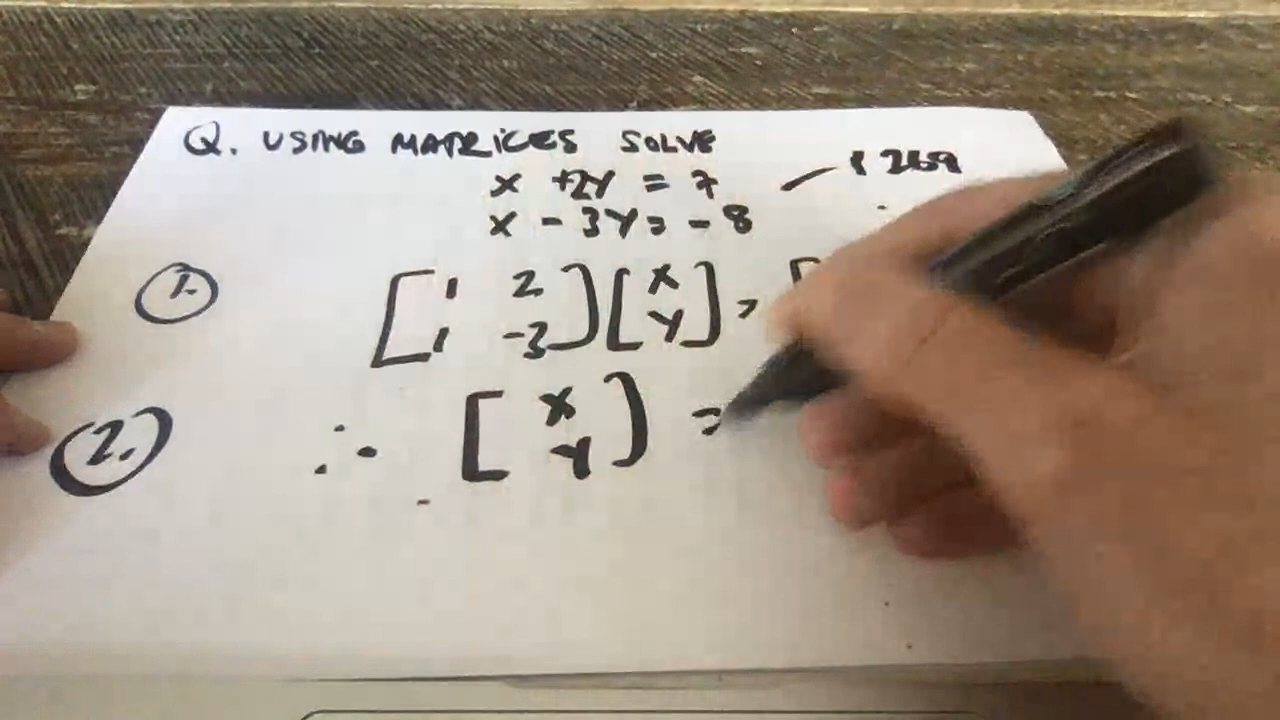 Q. USING MATRICES SOLVE
x + 2y = 7
x - 3y = - 8
1. [ 1 2 ] [ x ] = [
[ 1 -3 ] [ y ]
2. ∴ [ x ] =
[ y ]